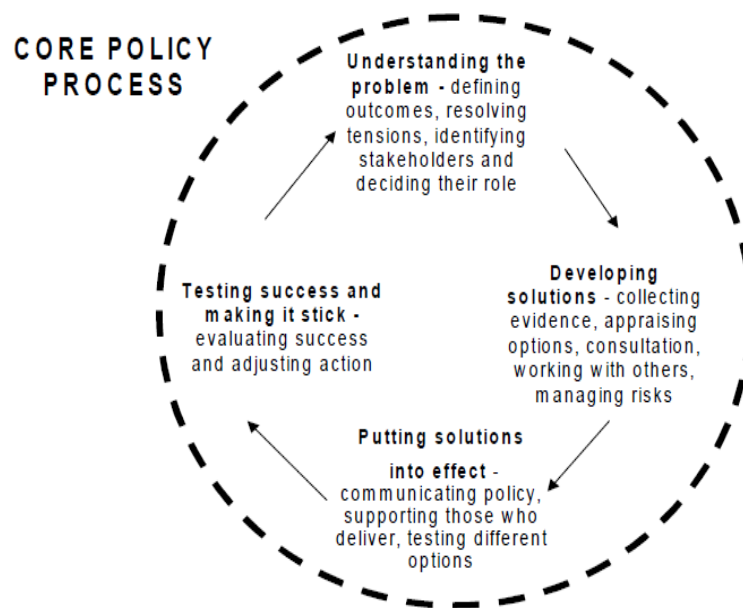 CORE POLICY
PROCESS
Understanding the
problem - defining
outcomes, resolving
tensions, identifying
stakeholders and
deciding their role
Developing
solutions - collecting
evidence, appraising
options, consultation,
working with others,
managing risks
Putting solutions
into effect -
communicating policy,
supporting those who
deliver, testing different
options
Testing success and
making it stick -
evaluating success
and adjusting action